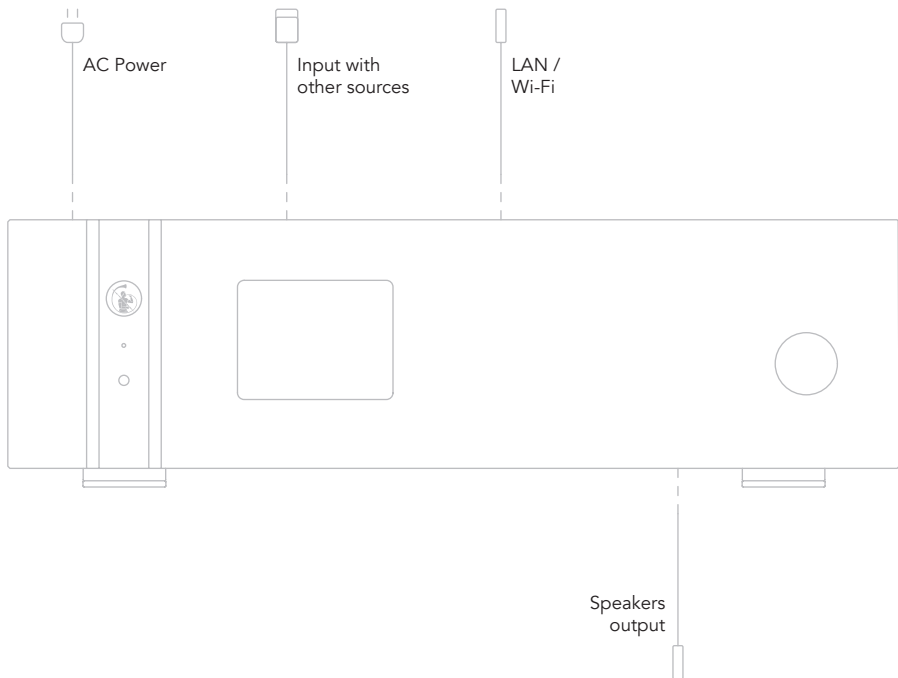 AC Power
Input with
other sources
LAN /
Wi-Fi
Speakers
output